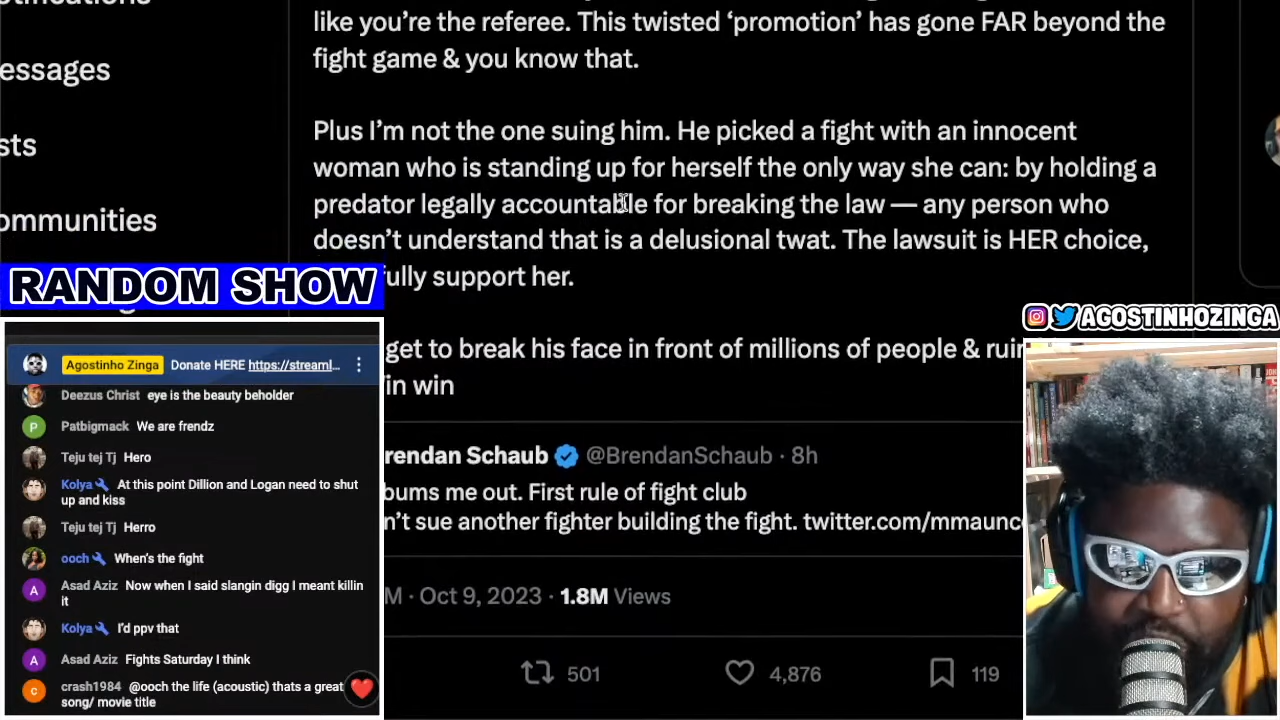 essages
sts
ommunities
like you're the referee. This twisted 'promotion' has gone FAR beyond the
fight game & you know that.
Plus I'm not the one suing him. He picked a fight with an innocent
woman who is standing up for herself the only way she can: by holding a
predator legally accountable for breaking the law — any person who
doesn't understand that is a delusional twat. The lawsuit is HER choice,
fully support her.
get to break his face in front of millions of people & ruin
in win
rendan Schaub @BrendanSchaub · 8h
bums me out. First rule of fight club
n't sue another fighter building the fight. twitter.com/mmaunc
M · Oct 9, 2023 · 1.8M Views
501 4,876 119
RANDOM SHOW
Agostinho Zinga Donate HERE https://streaml...
Deezus Christ eye is the beauty beholder
P Patbigmack We are frendz
Teju tej Tj Hero
Kolya At this point Dillion and Logan need to shut
up and kiss
Teju tej Tj Herro
ooch When's the fight
A Asad Aziz Now when I said slangin digg I meant killin
it
Kolya I'd ppv that
A Asad Aziz Fights Saturday I think
c crash1984 @ooch the life (acoustic) thats a great
song/ movie title
AGOSTINHOZINGA